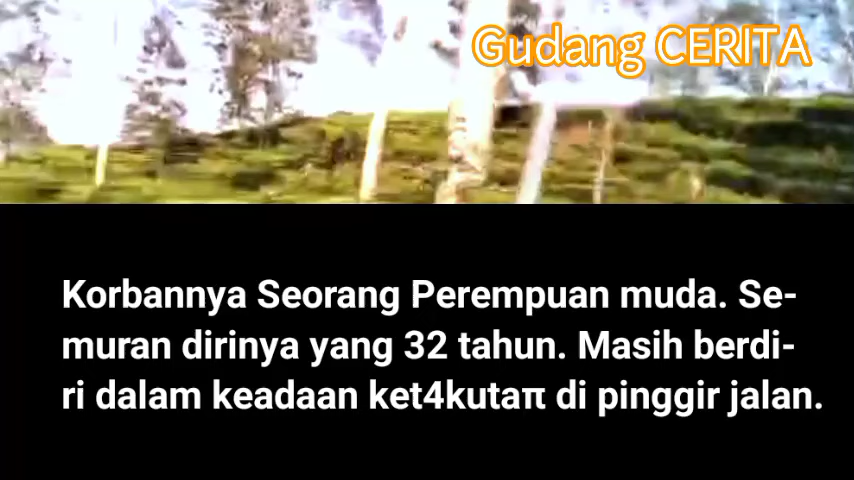 Gudang CERITA
Korbannya Seorang Perempuan muda. Se-
muran dirinya yang 32 tahun. Masih berdi-
ri dalam keadaan ket4kutaπ di pinggir jalan.